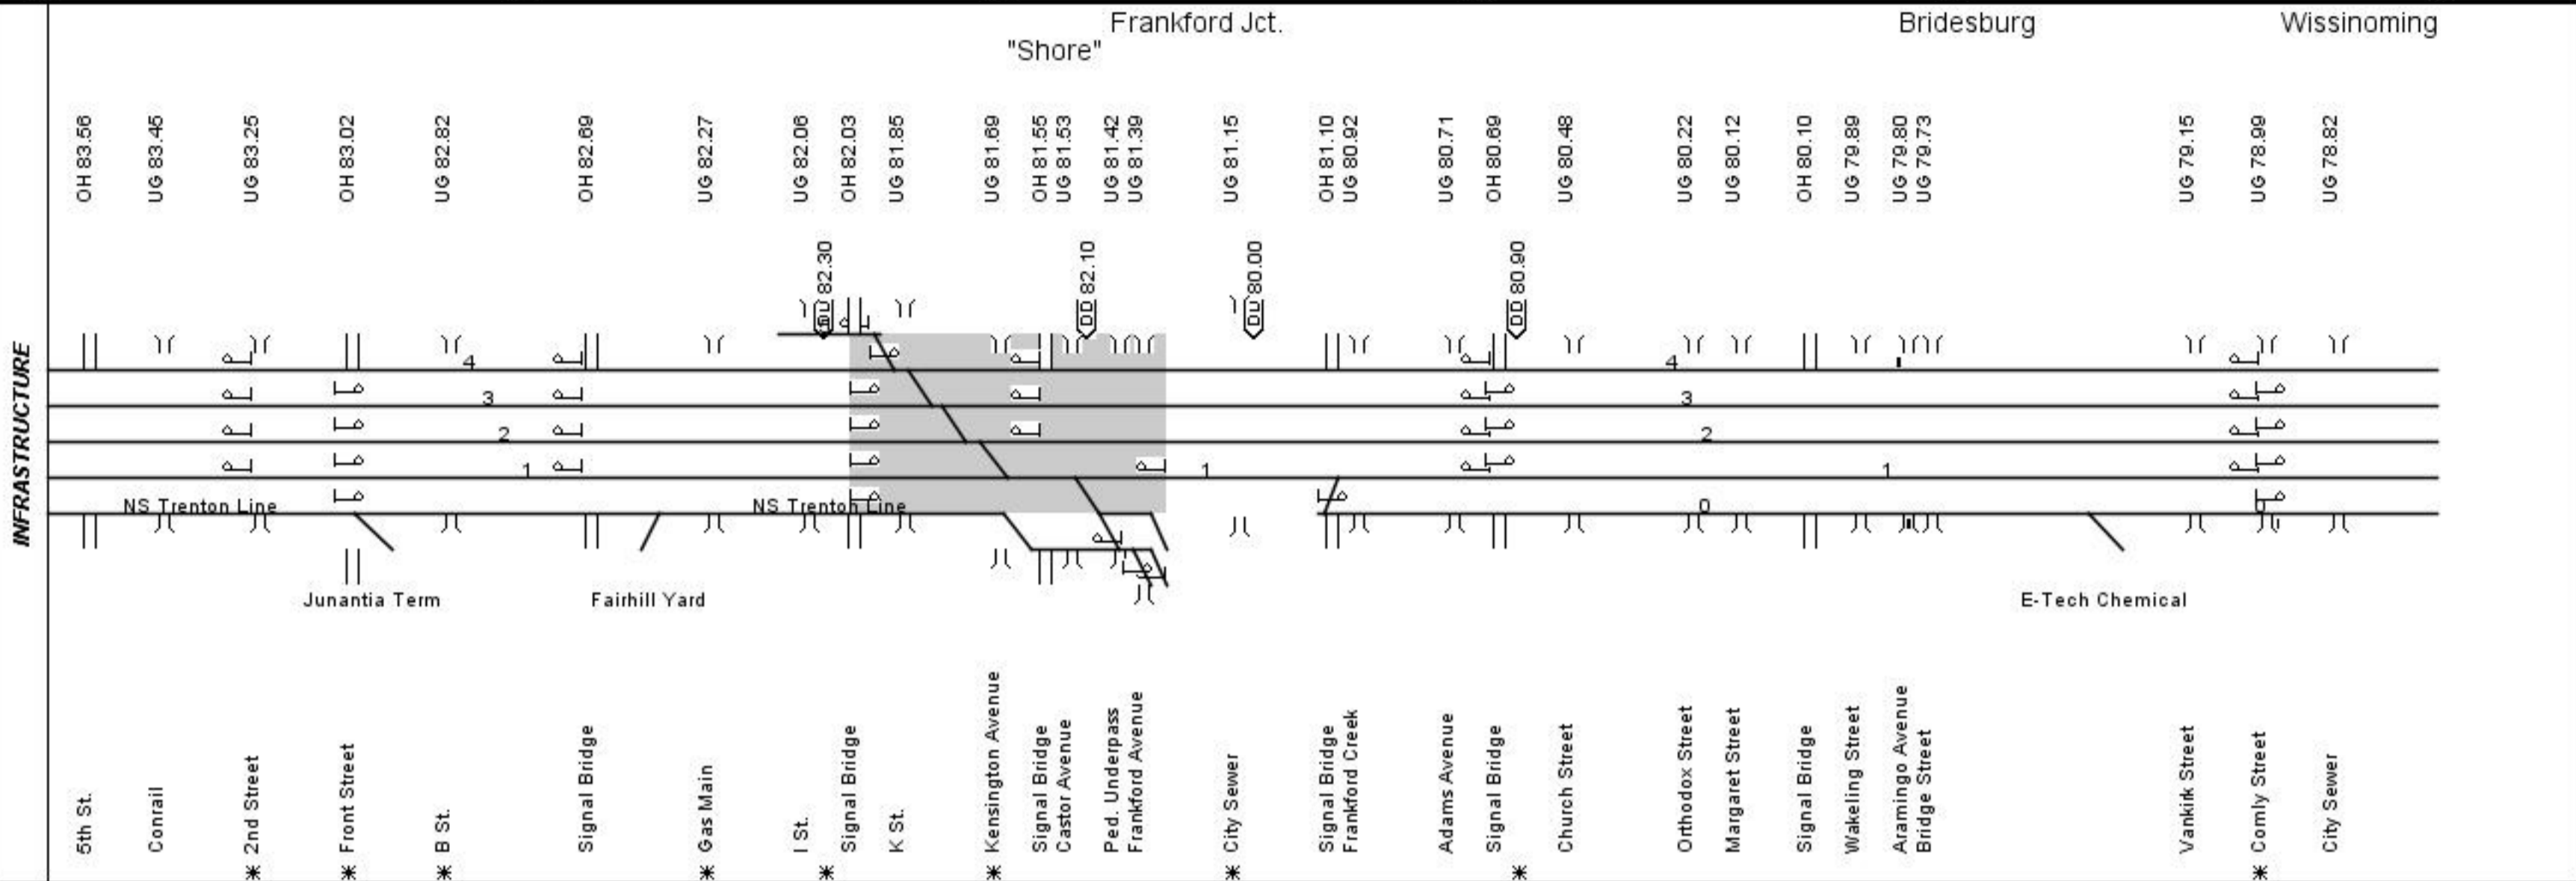 Frankford Jct.
Bridesburg
Wissinoming
"Shore"
OH 83.56
UG 83.45
UG 83.25
OH 83.02
UG 82.82
OH 82.69
UG 82.27
UG 82.06
OH 82.03
UG 81.85
UG 81.69
OH 81.55
UG 81.53
UG 81.42
UG 81.39
UG 81.15
OH 81.10
UG 80.92
UG 80.71
OH 80.69
UG 80.48
UG 80.22
UG 80.12
OH 80.10
UG 79.89
UG 79.80
UG 79.73
UG 79.15
UG 78.99
UG 78.82
82.30
DD 82.10
DU 80.00
DD 80.90
INFRASTRUCTURE
4
4
3
3
2
2
1
1
1
NS Trenton Line
NS Trenton Line
0
0
Junantia Term
Fairhill Yard
E-Tech Chemical
5th St.
Conrail
* 2nd Street
* Front Street
* B St.
Signal Bridge
* Gas Main
I St.
*
Signal Bridge
K St.
* Kensington Avenue
Signal Bridge
Castor Avenue
Ped. Underpass
Frankford Avenue
* City Sewer
Signal Bridge
Frankford Creek
Adams Avenue
Signal Bridge
*
Church Street
Orthodox Street
Margaret Street
Signal Bridge
Wakeling Street
Aramingo Avenue
Bridge Street
Vankirk Street
* Comly Street
City Sewer